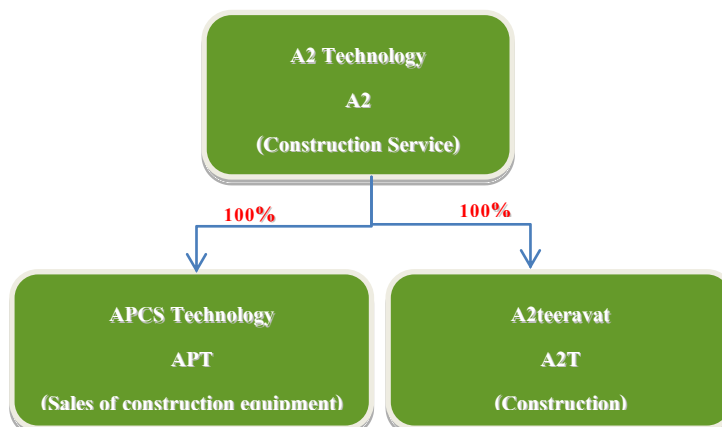 A2 Technology
A2
(Construction Service)
100%
100%
APCS Technology
APT
(Sales of construction equipment)
A2teeravat
A2T
(Construction)